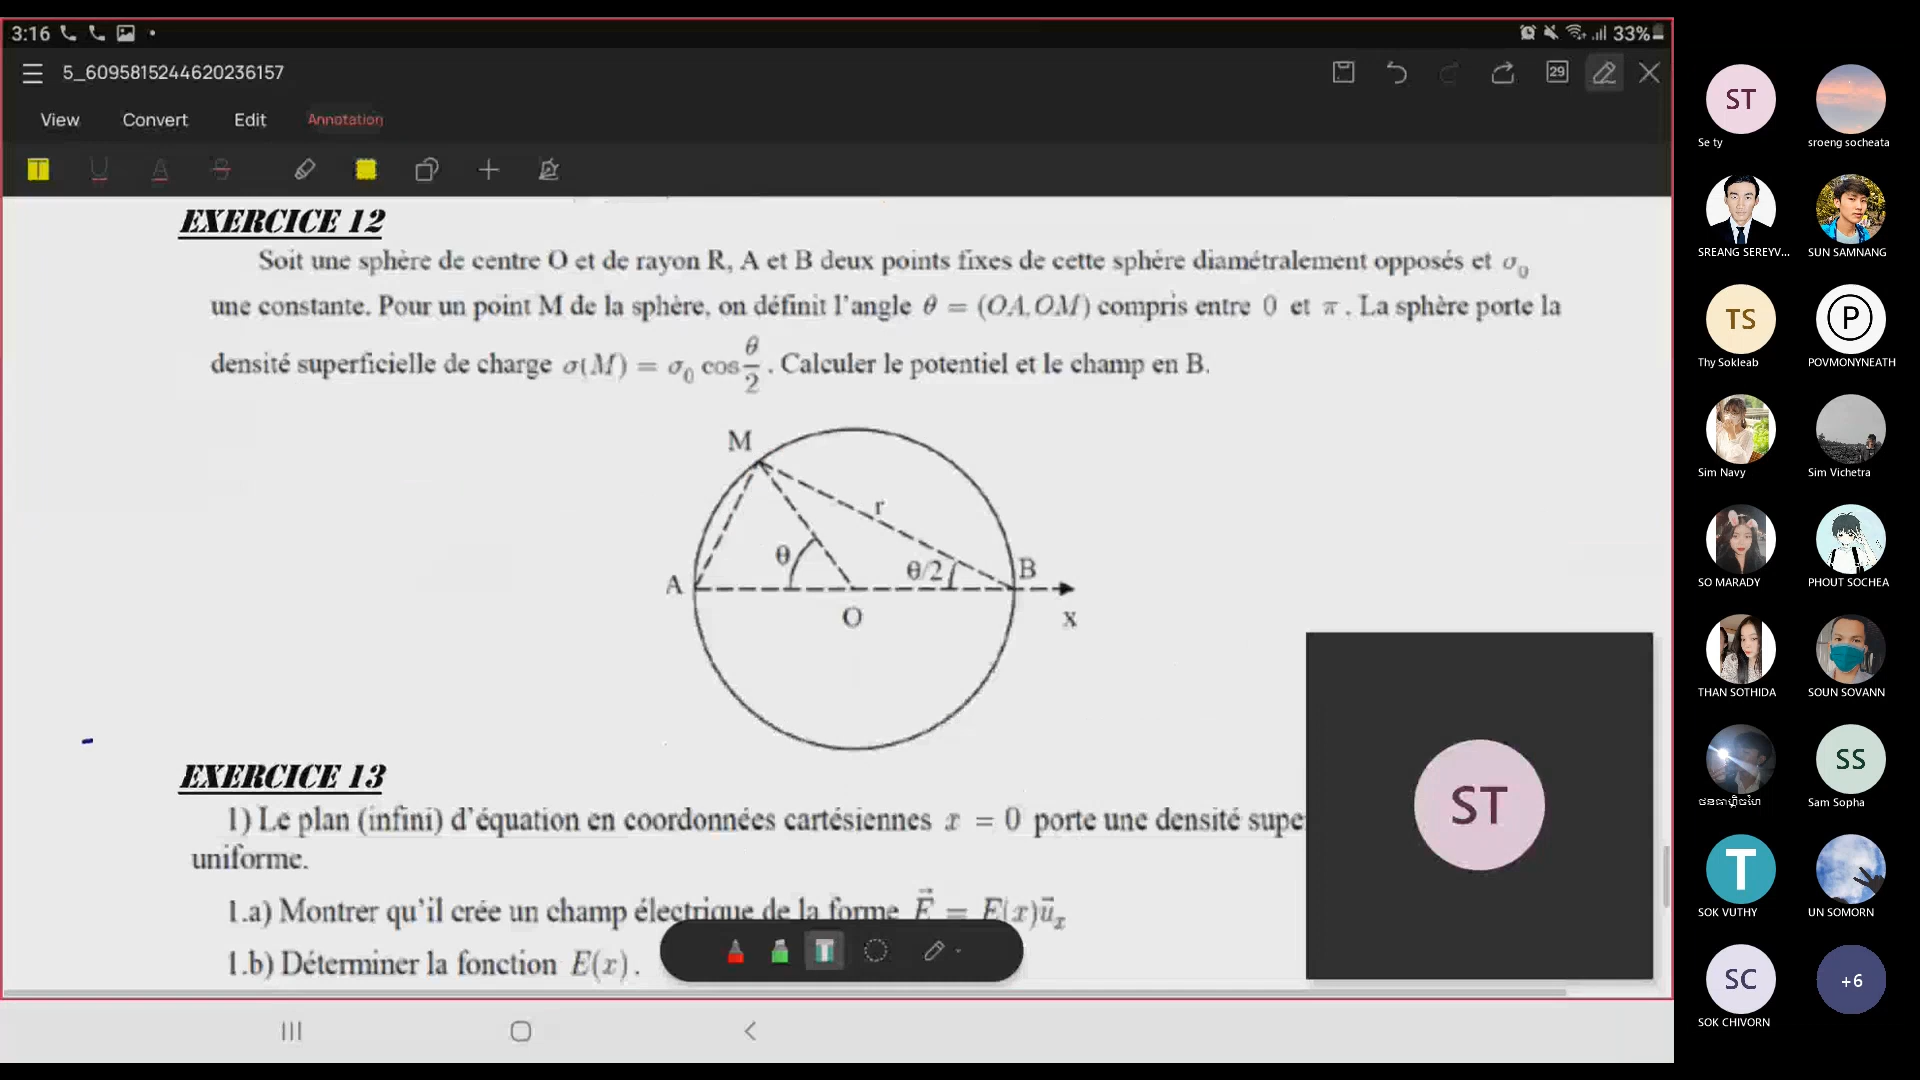 3:16
33%
5_6095815244620236157
29
View Convert Edit Annotation
EXERCICE 12
Soit une sphère de centre O et de rayon R, A et B deux points fixes de cette sphère diamétralement opposés et σ₀
une constante. Pour un point M de la sphère, on définit l'angle θ = (OA, OM) compris entre 0 et π. La sphère porte la
densité superficielle de charge σ(M) = σ₀ cos θ/2. Calculer le potentiel et le champ en B.
M
r
θ
θ/2
B
A
O
x
EXERCICE 13
1) Le plan (infini) d'équation en coordonnées cartésiennes x = 0 porte une densité supe
uniforme.
1.a) Montrer qu'il crée un champ électrique de la forme E⃗ = E(x)u⃗ₓ
1.b) Déterminer la fonction E(x).
ST
ST
Se ty
sroeng socheata
SREANG SEREYV...
SUN SAMNANG
TS
P
Thy Sokleab
POVMONYNEATH
Sim Navy
Sim Vichetra
SO MARADY
PHOUT SOCHEA
THAN SOTHIDA
SOUN SOVANN
SS
Sam Sopha
T
SOK VUTHY
UN SOMORN
SC
+6
SOK CHIVORN